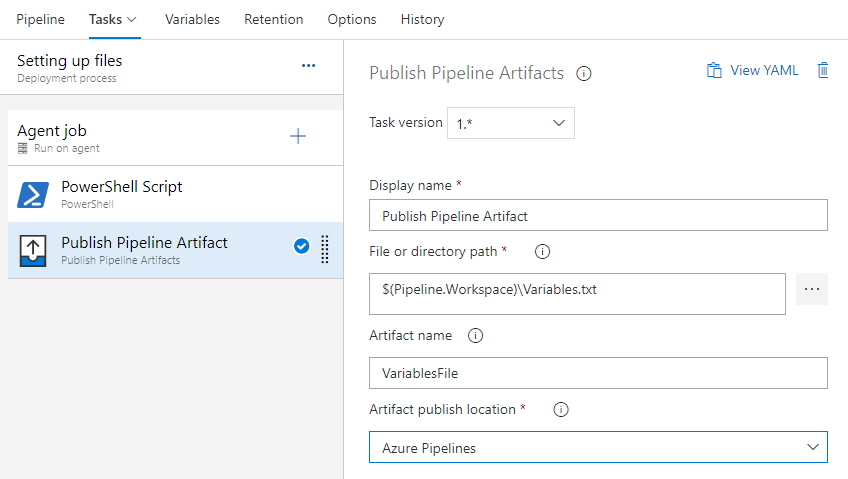 Pipeline Tasks Variables Retention Options History
Setting up files
Deployment process
Agent job
Run on agent
PowerShell Script
PowerShell
Publish Pipeline Artifact
Publish Pipeline Artifacts
Publish Pipeline Artifacts
View YAML
Task version 1.*
Display name *
Publish Pipeline Artifact
File or directory path *
$(Pipeline.Workspace)\Variables.txt
Artifact name
VariablesFile
Artifact publish location *
Azure Pipelines